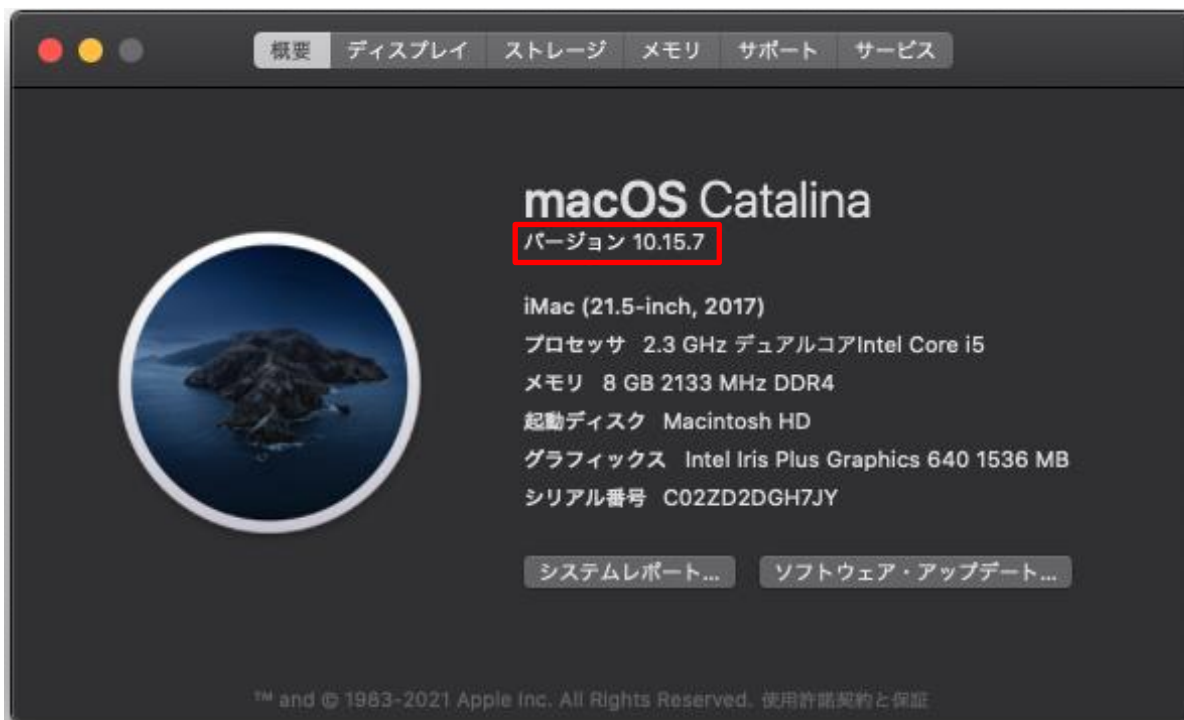 概要 ディスプレイ ストレージ メモリ サポート サービス
macOS Catalina
バージョン 10.15.7
iMac (21.5-inch, 2017)
プロセッサ 2.3 GHz デュアルコアIntel Core i5
メモリ 8 GB 2133 MHz DDR4
起動ディスク Macintosh HD
グラフィックス Intel Iris Plus Graphics 640 1536 MB
シリアル番号 C02ZD2DGH7JY
システムレポート... ソフトウェア・アップデート...
™ and © 1983-2021 Apple Inc. All Rights Reserved. 使用許諾契約と保証